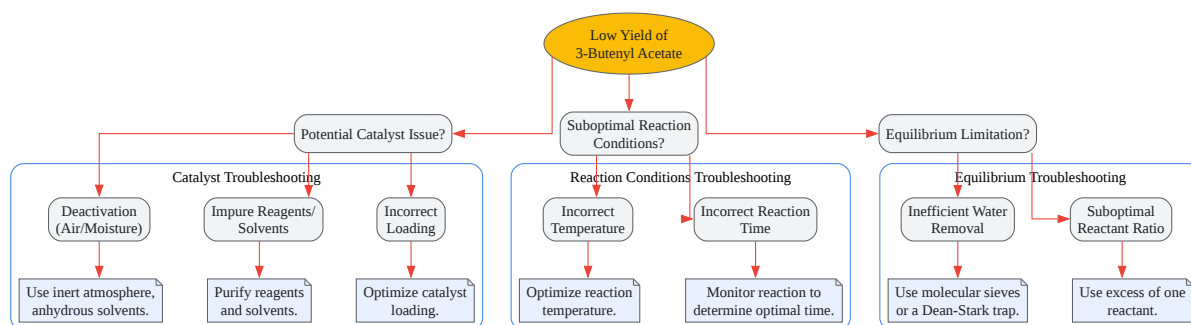 Low Yield of
3-Butenyl Acetate
Potential Catalyst Issue?
Suboptimal Reaction
Conditions?
Equilibrium Limitation?
Catalyst Troubleshooting
Reaction Conditions Troubleshooting
Equilibrium Troubleshooting
Deactivation
(Air/Moisture)
Impure Reagents/
Solvents
Incorrect
Loading
Incorrect
Temperature
Incorrect Reaction
Time
Inefficient Water
Removal
Suboptimal
Reactant Ratio
Use inert atmosphere,
anhydrous solvents.
Purify reagents
and solvents.
Optimize catalyst
loading.
Optimize reaction
temperature.
Monitor reaction to
determine optimal time.
Use molecular sieves
or a Dean-Stark trap.
Use excess of one
reactant.